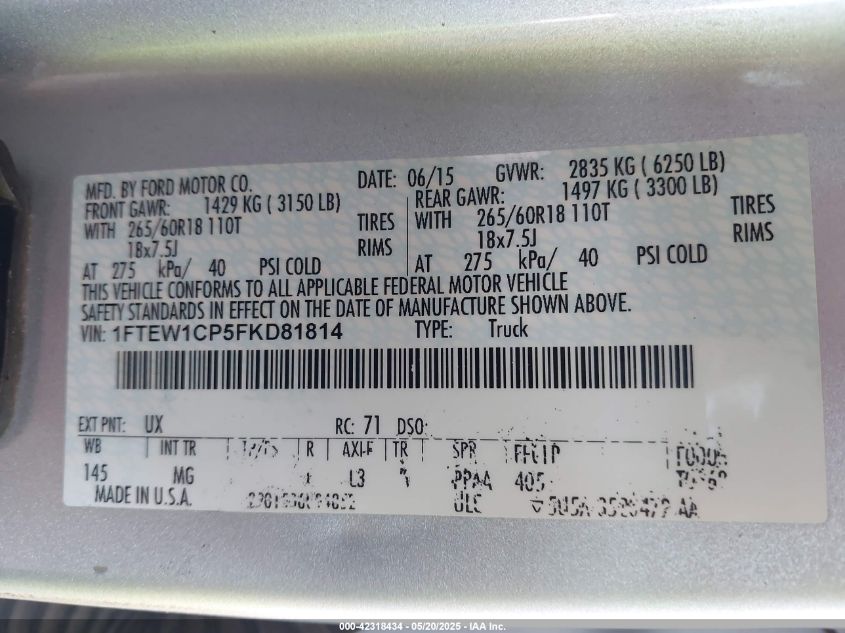 MFD. BY FORD MOTOR CO.
DATE: 06/15 GVWR: 2835 KG ( 6250 LB)
FRONT GAWR: 1429 KG ( 3150 LB)
WITH 265/60R18 110T TIRES
18x7.5J RIMS
AT 275 kPa/ 40 PSI COLD
REAR GAWR: 1497 KG ( 3300 LB)
WITH 265/60R18 110T TIRES
18x7.5J RIMS
AT 275 kPa/ 40 PSI COLD
THIS VEHICLE CONFORMS TO ALL APPLICABLE FEDERAL MOTOR VEHICLE
SAFETY STANDARDS IN EFFECT ON THE DATE OF MANUFACTURE SHOWN ABOVE.
VIN: 1FTEW1CP5FKD81814 TYPE: Truck
EXT PNT: UX RC: 71 DSO:
WB INT TR R TR SPR
145 MG L3 PPAA 405
MADE IN U.S.A. ULC
000-42318434 — 05/20/2025 — IAA Inc.